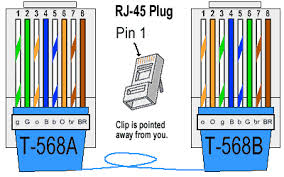 RJ-45 Plug
Pin 1
1 2 3 4 5 6 7 8
1 2 3 4 5 6 7 8
Clip is pointed
away from you.
g G o B b O br BR
o O g B b G br BR
T-568A
T-568B